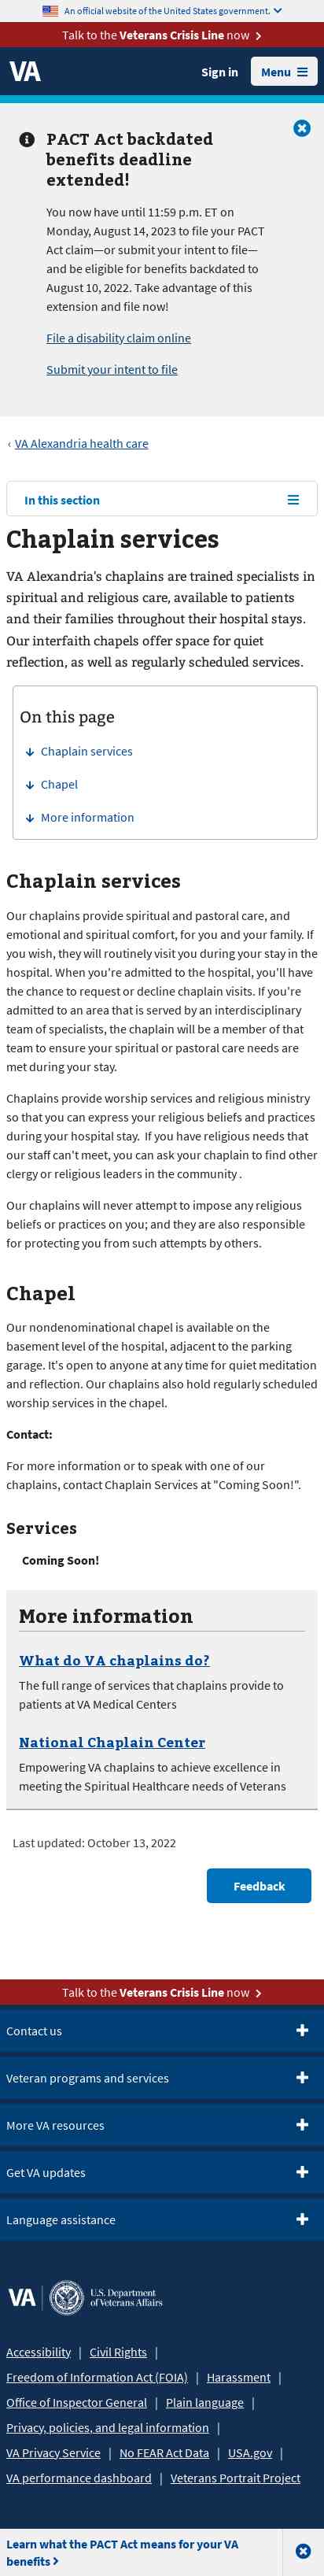 An official website of the United States government.
Talk to the Veterans Crisis Line now
VA
Sign in
Menu
PACT Act backdated
benefits deadline
extended!
You now have until 11:59 p.m. ET on
Monday, August 14, 2023 to file your PACT
Act claim—or submit your intent to file—
and be eligible for benefits backdated to
August 10, 2022. Take advantage of this
extension and file now!
File a disability claim online
Submit your intent to file
‹ VA Alexandria health care
In this section
Chaplain services
VA Alexandria's chaplains are trained specialists in
spiritual and religious care, available to patients
and their families throughout their hospital stays.
Our interfaith chapels offer space for quiet
reflection, as well as regularly scheduled services.
On this page
Chaplain services
Chapel
More information
Chaplain services
Our chaplains provide spiritual and pastoral care, and
emotional and spiritual comfort, for you and your family. If
you wish, they will routinely visit you during your stay in the
hospital. When you're admitted to the hospital, you'll have
the chance to request or decline chaplain visits. If you're
admitted to an area that is served by an interdisciplinary
team of specialists, the chaplain will be a member of that
team to ensure your spiritual or pastoral care needs are
met during your stay.
Chaplains provide worship services and religious ministry
so that you can express your religious beliefs and practices
during your hospital stay. If you have religious needs that
our staff can't meet, you can ask your chaplain to find other
clergy or religious leaders in the community .
Our chaplains will never attempt to impose any religious
beliefs or practices on you; and they are also responsible
for protecting you from such attempts by others.
Chapel
Our nondenominational chapel is available on the
basement level of the hospital, adjacent to the parking
garage. It's open to anyone at any time for quiet meditation
and reflection. Our chaplains also hold regularly scheduled
worship services in the chapel.
Contact:
For more information or to speak with one of our
chaplains, contact Chaplain Services at "Coming Soon!".
Services
Coming Soon!
More information
What do VA chaplains do?
The full range of services that chaplains provide to
patients at VA Medical Centers
National Chaplain Center
Empowering VA chaplains to achieve excellence in
meeting the Spiritual Healthcare needs of Veterans
Last updated: October 13, 2022
Feedback
Talk to the Veterans Crisis Line now
Contact us
Veteran programs and services
More VA resources
Get VA updates
Language assistance
VA | U.S. Department
of Veterans Affairs
Accessibility | Civil Rights |
Freedom of Information Act (FOIA) | Harassment |
Office of Inspector General | Plain language |
Privacy, policies, and legal information |
VA Privacy Service | No FEAR Act Data | USA.gov |
VA performance dashboard | Veterans Portrait Project
Learn what the PACT Act means for your VA
benefits